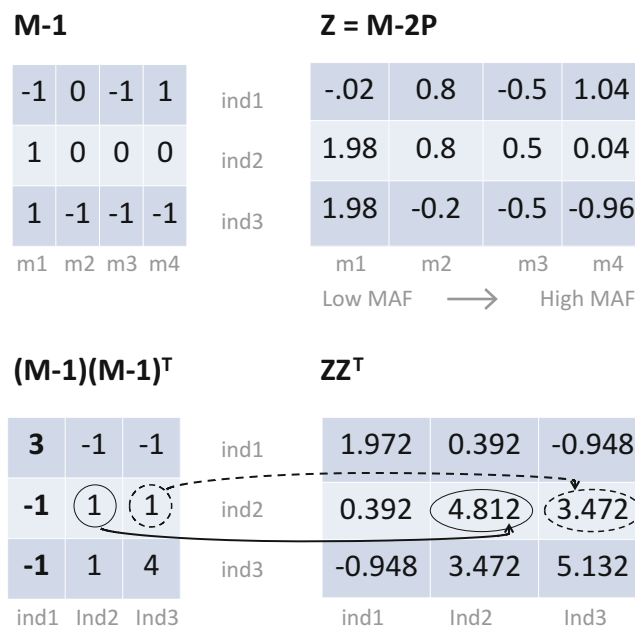 M-1 Z = M-2P
-1 0 -1 1 ind1 -.02 0.8 -0.5 1.04
1 0 0 0 ind2 1.98 0.8 0.5 0.04
1 -1 -1 -1 ind3 1.98 -0.2 -0.5 -0.96
m1 m2 m3 m4 m1 m2 m3 m4
Low MAF High MAF
(M-1)(M-1)ᵀ ZZᵀ
3 -1 -1 ind1 1.972 0.392 -0.948
-1 1 1 ind2 0.392 4.812 3.472
-1 1 4 ind3 -0.948 3.472 5.132
ind1 Ind2 Ind3 ind1 Ind2 Ind3